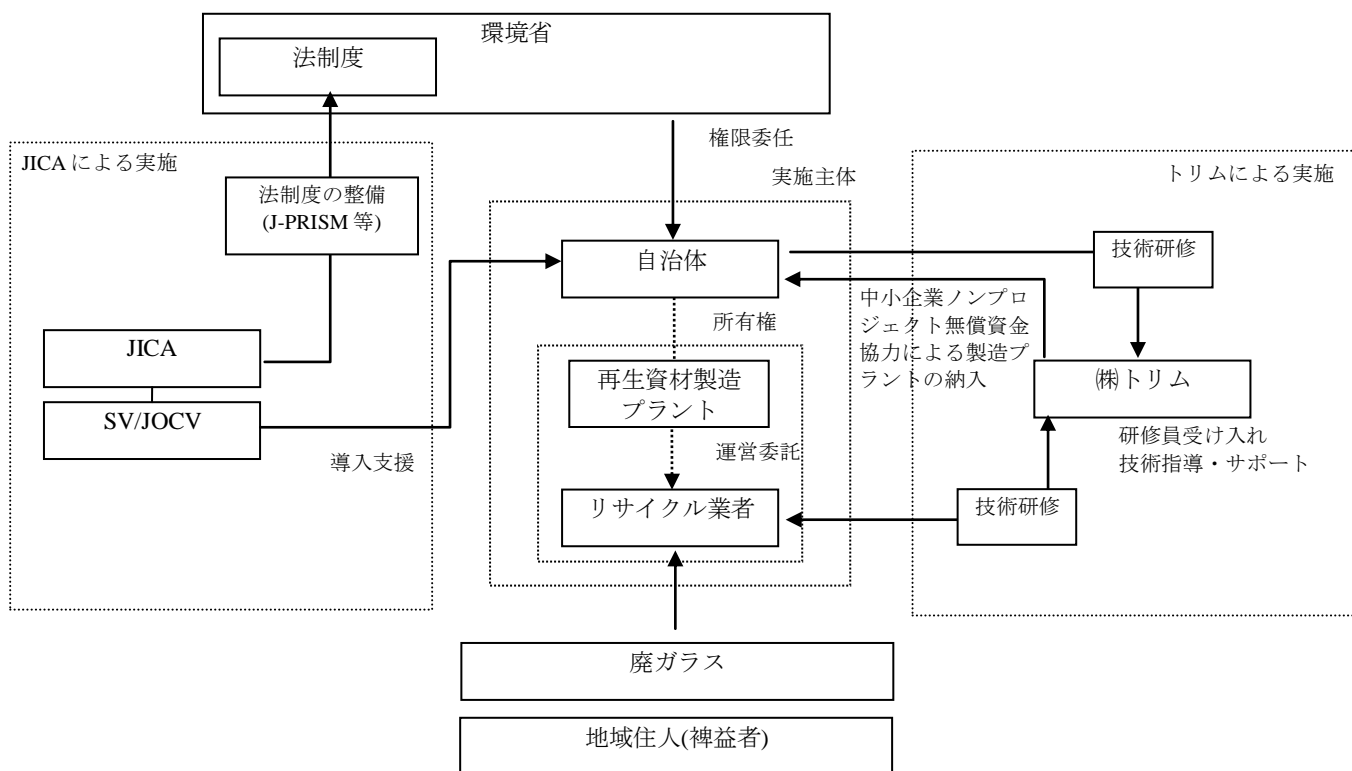 環境省
法制度
権限委任
JICA による実施
実施主体
トリムによる実施
法制度の整備
(J-PRISM 等)
自治体
技術研修
中小企業ノンプロ
ジェクト無償資金
協力による製造プ
ラントの納入
所有権
JICA
再生資材製造
プラント
㈱トリム
SV/JOCV
研修員受け入れ
技術指導・サポート
導入支援
運営委託
リサイクル業者
技術研修
廃ガラス
地域住人(裨益者)